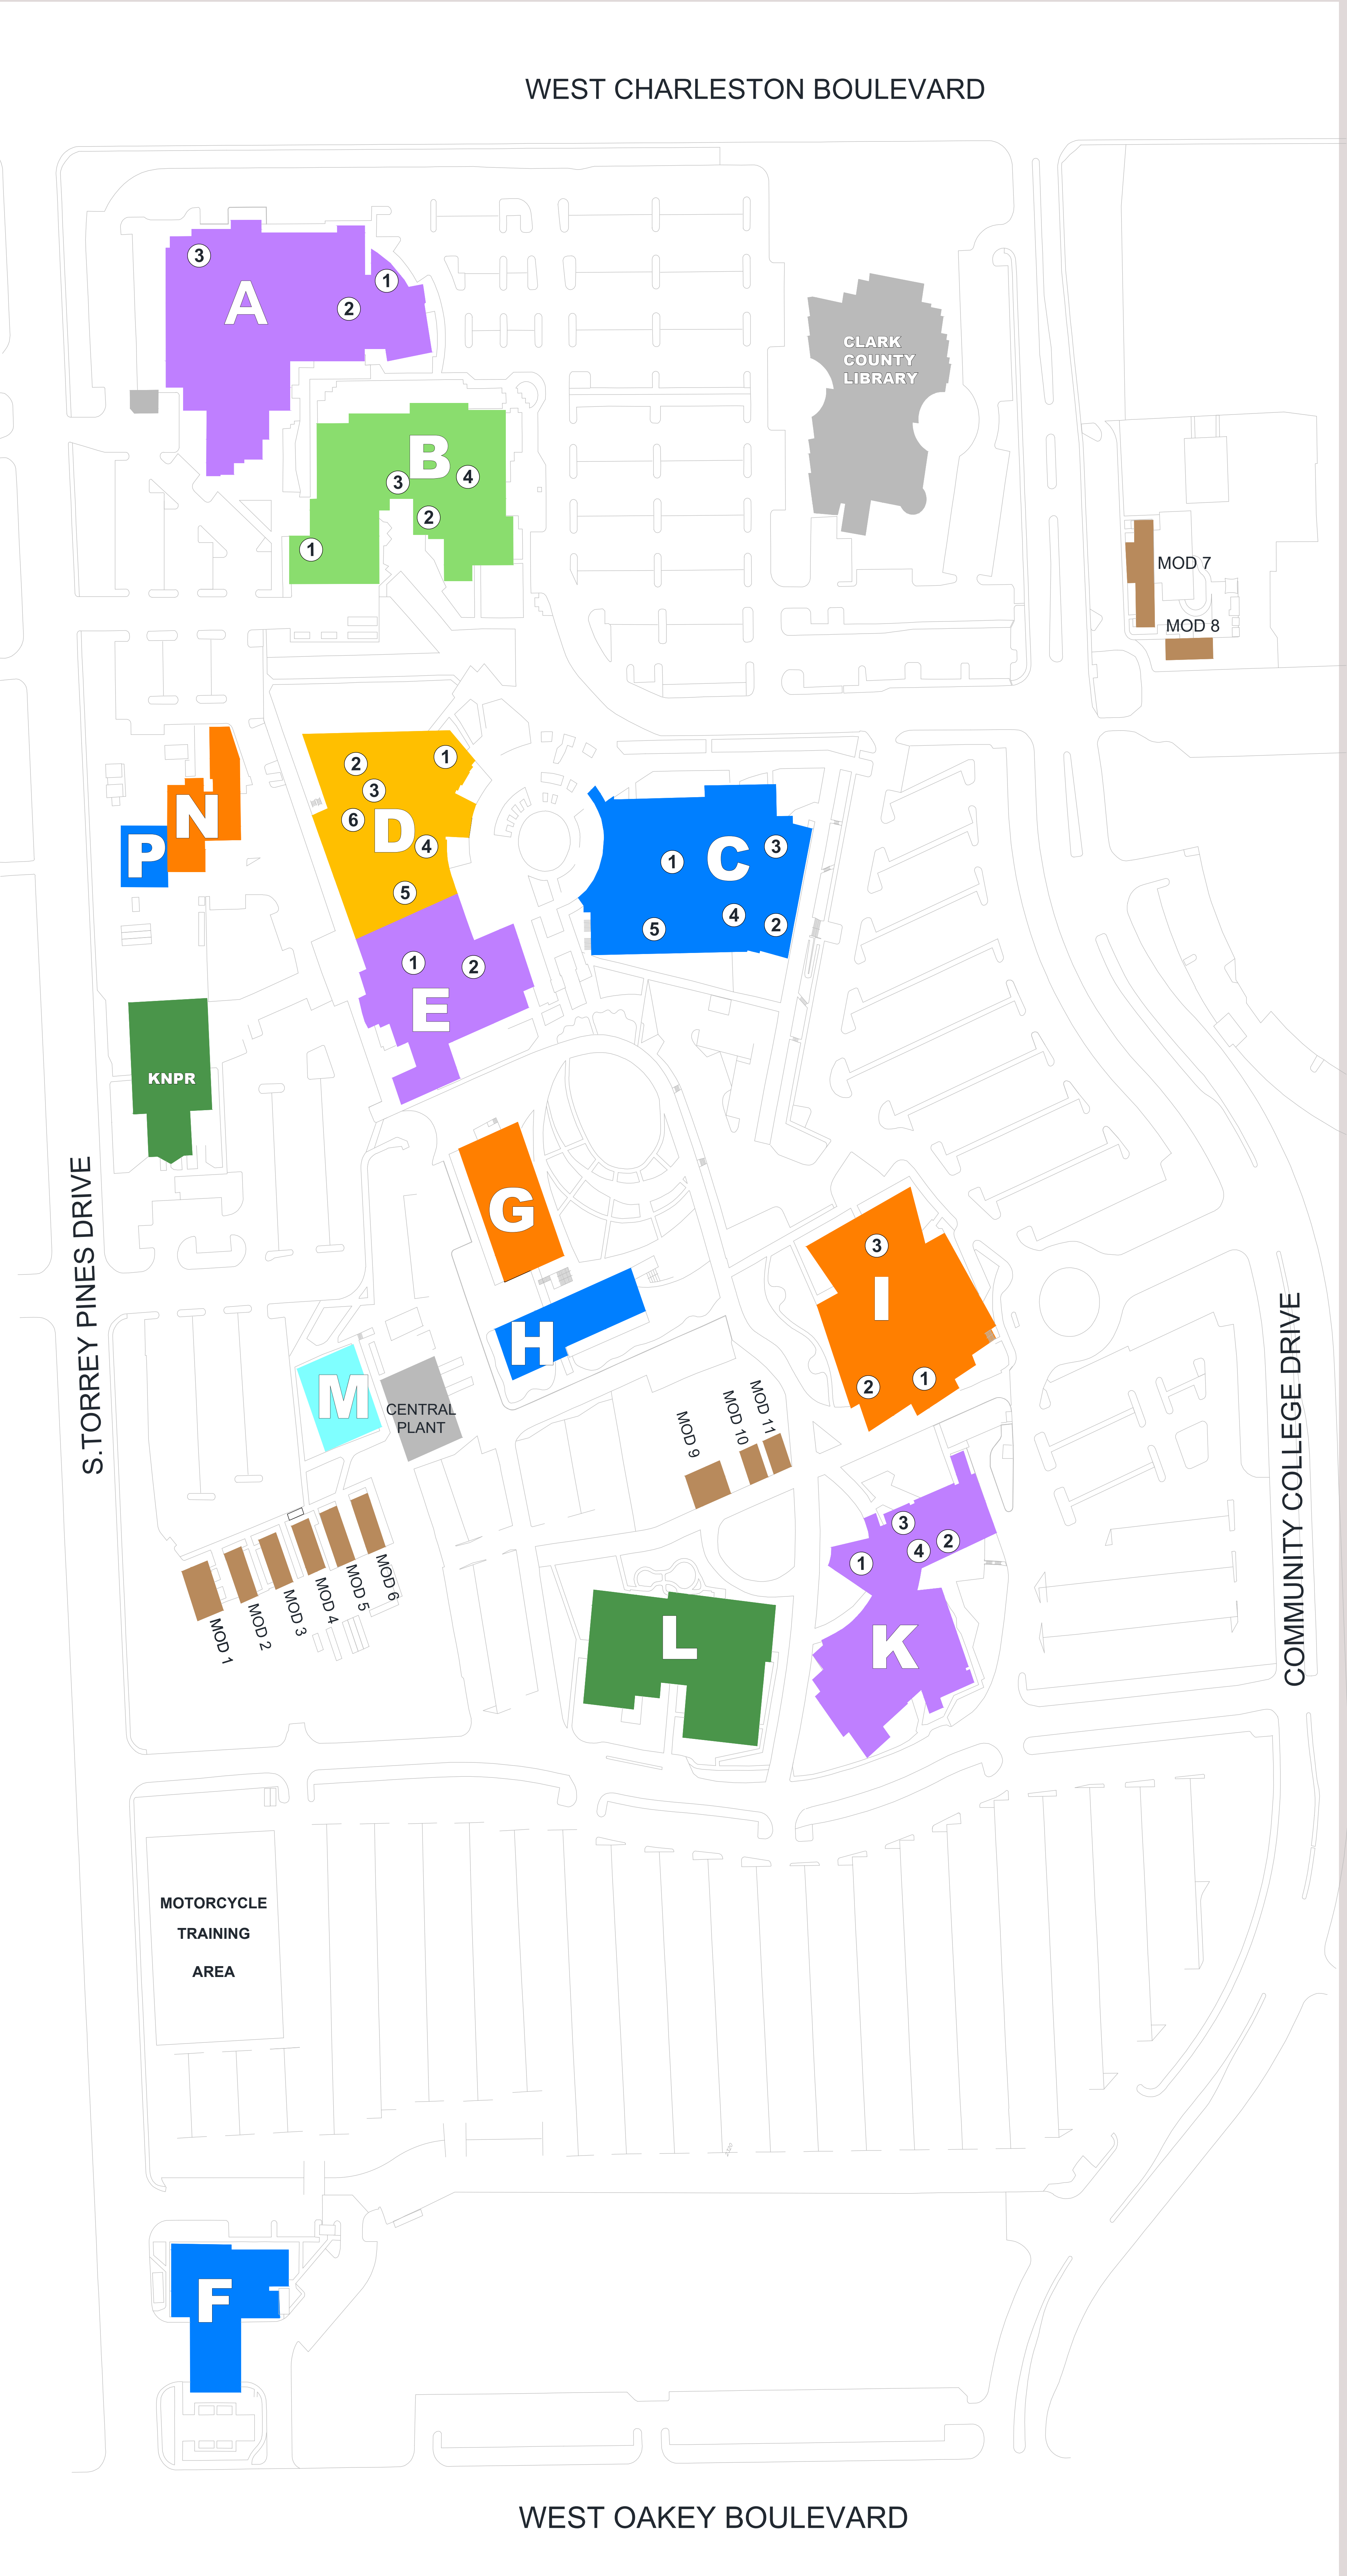 WEST CHARLESTON BOULEVARD
3
A
1
2
CLARK
COUNTY
LIBRARY
B
3
4
2
1
MOD 7
MOD 8
2
1
3
6
D
4
5
N
P
1
C
3
5
4
2
1
2
E
KNPR
G
3
I
2
1
H
M
CENTRAL
PLANT
S.TORREY PINES DRIVE
COMMUNITY COLLEGE DRIVE
MOD 9
MOD 10
MOD 11
3
1
4
2
K
L
MOD 1
MOD 2
MOD 3
MOD 4
MOD 5
MOD 6
MOTORCYCLE
TRAINING
AREA
F
WEST OAKEY BOULEVARD